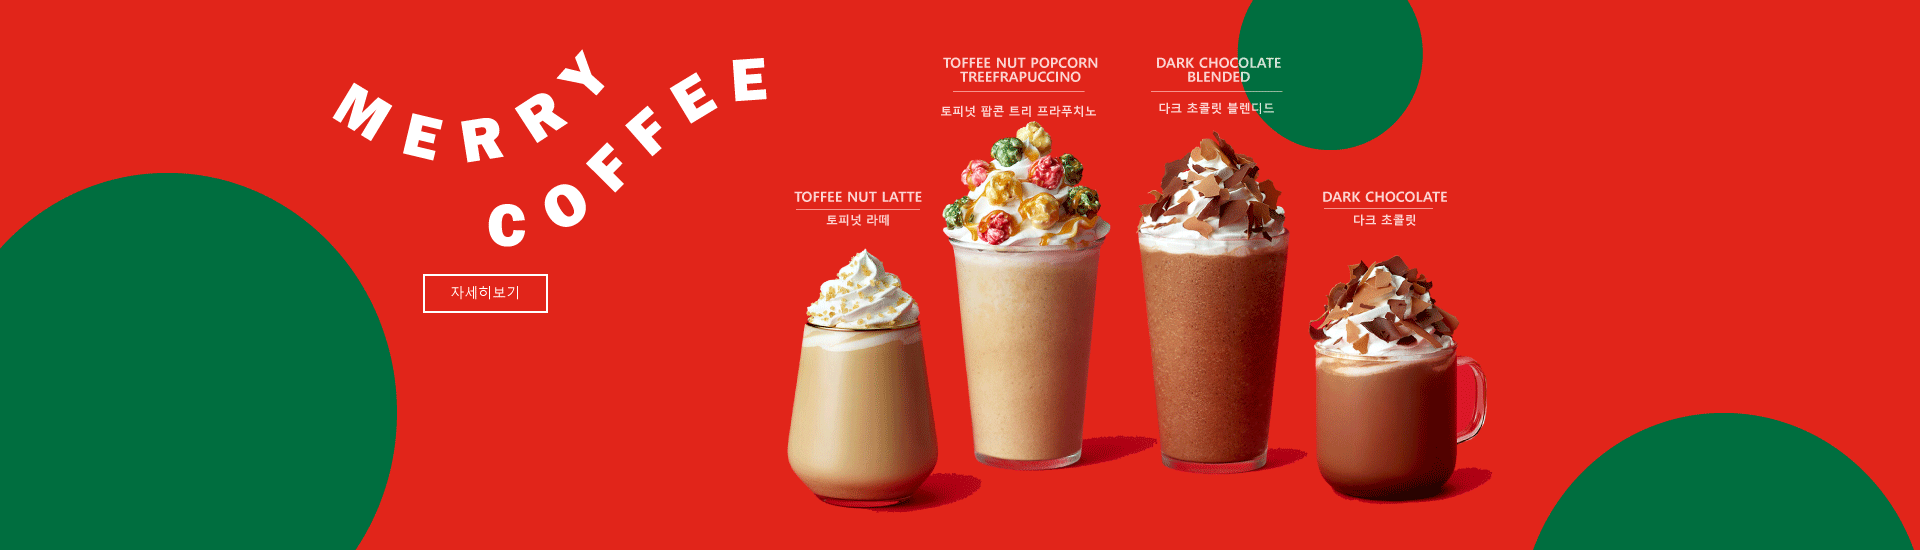 MERRY
COFFEE
자세히보기
TOFFEE NUT LATTE
토피넛 라떼
TOFFEE NUT POPCORN
TREEFRAPUCCINO
토피넛 팝콘 트리 프라푸치노
DARK CHOCOLATE
BLENDED
다크 초콜릿 블렌디드
DARK CHOCOLATE
다크 초콜릿